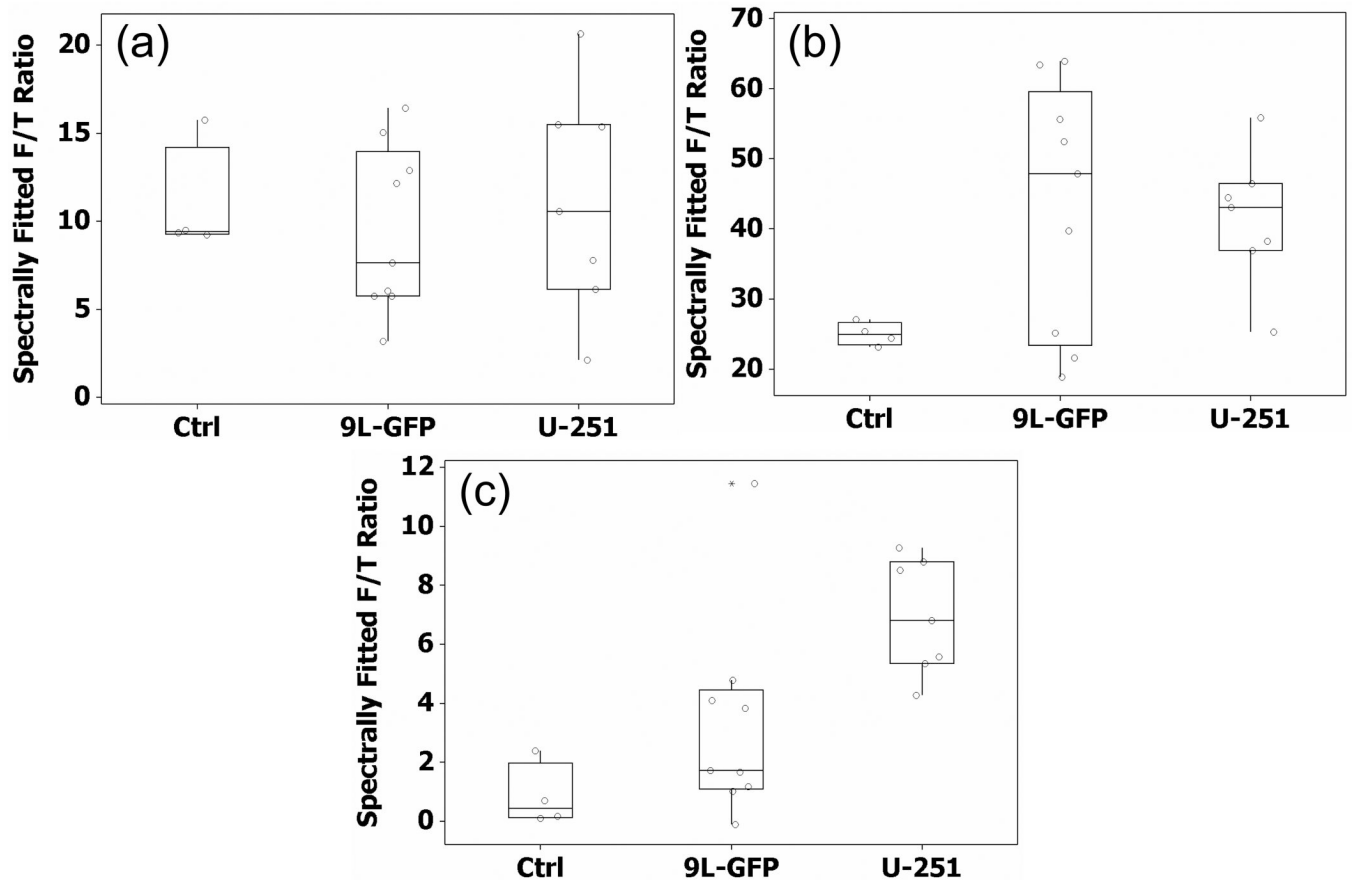 (a)
Spectrally Fitted F/T Ratio
20
15
10
5
0
Ctrl 9L-GFP U-251
(b)
Spectrally Fitted F/T Ratio
70
60
50
40
30
20
Ctrl 9L-GFP U-251
(c)
Spectrally Fitted F/T Ratio
12
10
8
6
4
2
0
*
Ctrl 9L-GFP U-251